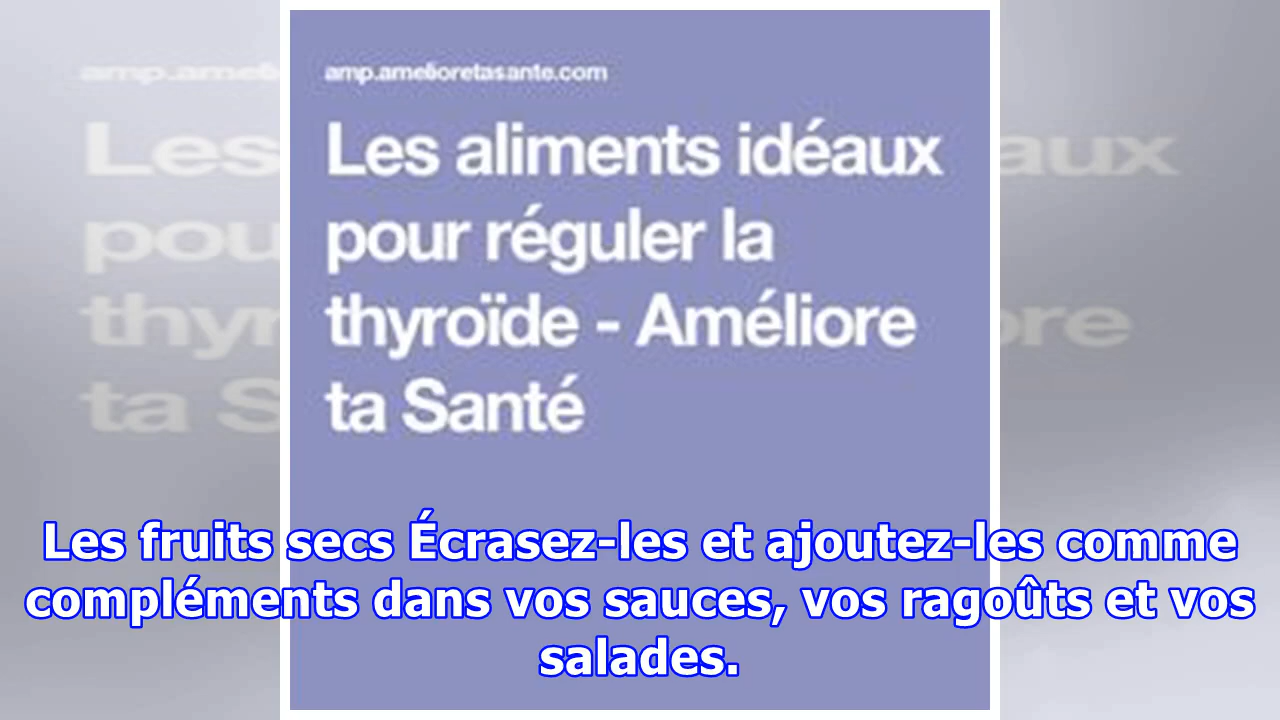 amp.amelioretasante.com
Les aliments idéaux
pour réguler la
thyroïde - Améliore
ta Santé
Les fruits secs Écrasez-les et ajoutez-les comme
compléments dans vos sauces, vos ragoûts et vos
salades.